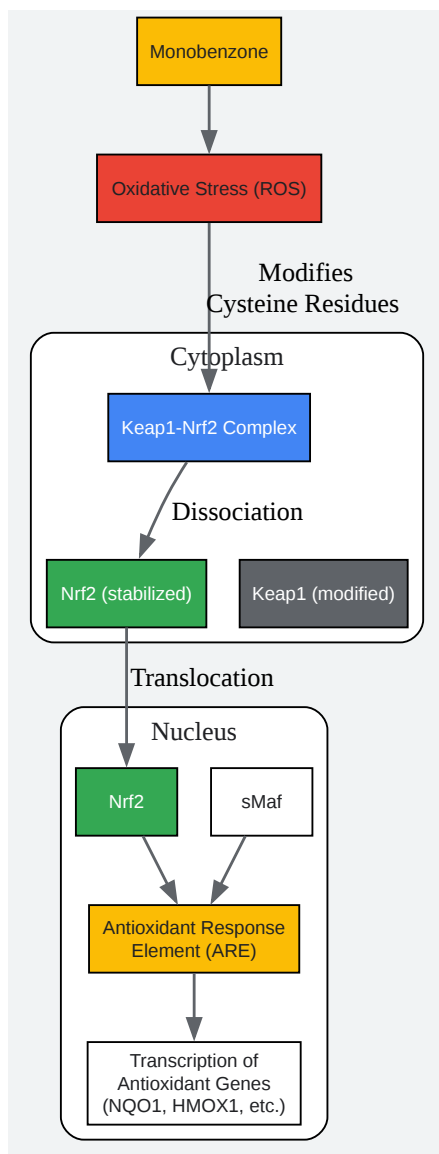 Monobenzone
Oxidative Stress (ROS)
Modifies
Cysteine Residues
Cytoplasm
Keap1-Nrf2 Complex
Dissociation
Nrf2 (stabilized)
Keap1 (modified)
Translocation
Nucleus
Nrf2
sMaf
Antioxidant Response
Element (ARE)
Transcription of
Antioxidant Genes
(NQO1, HMOX1, etc.)